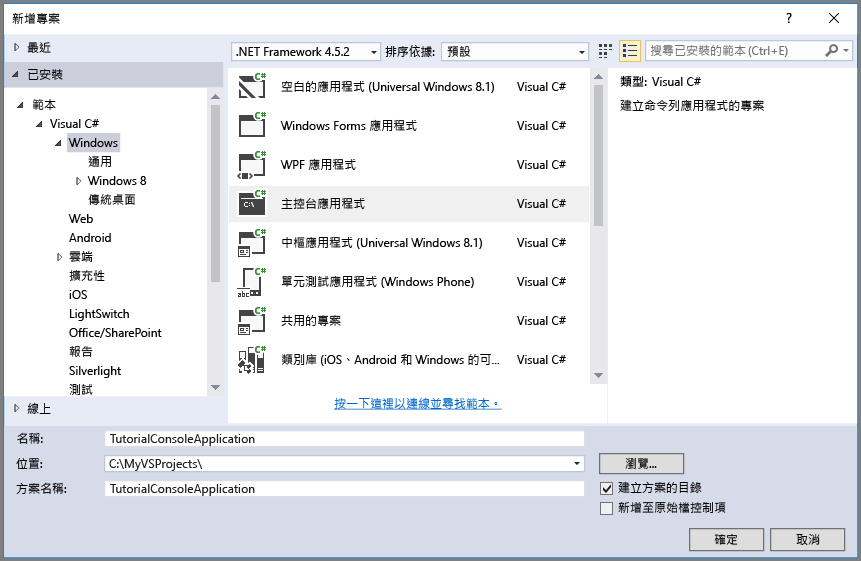 新增專案
?
最近
已安裝
範本
Visual C#
Windows
通用
Windows 8
傳統桌面
Web
Android
雲端
擴充性
iOS
LightSwitch
Office/SharePoint
報告
Silverlight
測試
線上
.NET Framework 4.5.2
排序依據:
預設
搜尋已安裝的範本 (Ctrl+E)
空白的應用程式 (Universal Windows 8.1) Visual C#
Windows Forms 應用程式 Visual C#
WPF 應用程式 Visual C#
主控台應用程式 Visual C#
中樞應用程式 (Universal Windows 8.1) Visual C#
單元測試應用程式 (Windows Phone) Visual C#
共用的專案 Visual C#
類別庫 (iOS、Android 和 Windows 的可... Visual C#
按一下這裡以連線並尋找範本。
類型: Visual C#
建立命令列應用程式的專案
名稱: TutorialConsoleApplication
位置: C:\MyVSProjects\
瀏覽...
方案名稱: TutorialConsoleApplication
建立方案的目錄
新增至原始檔控制項
確定
取消